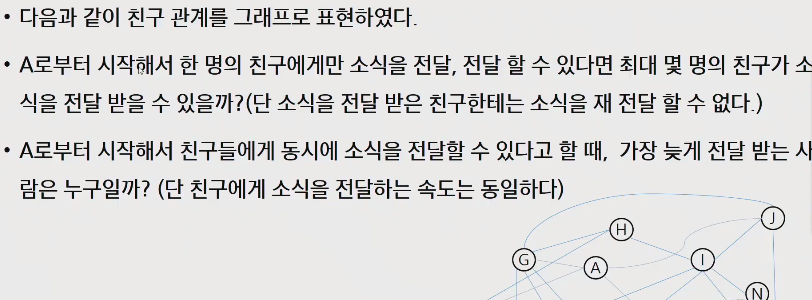 • 다음과 같이 친구 관계를 그래프로 표현하였다.
• A로부터 시작해서 한 명의 친구에게만 소식을 전달, 전달 할 수 있다면 최대 몇 명의 친구가 소
식을 전달 받을 수 있을까?(단 소식을 전달 받은 친구한테는 소식을 재 전달 할 수 없다.)
• A로부터 시작해서 친구들에게 동시에 소식을 전달할 수 있다고 할 때, 가장 늦게 전달 받는 사
람은 누구일까? (단 친구에게 소식을 전달하는 속도는 동일하다)
J
H
G
A
I
N